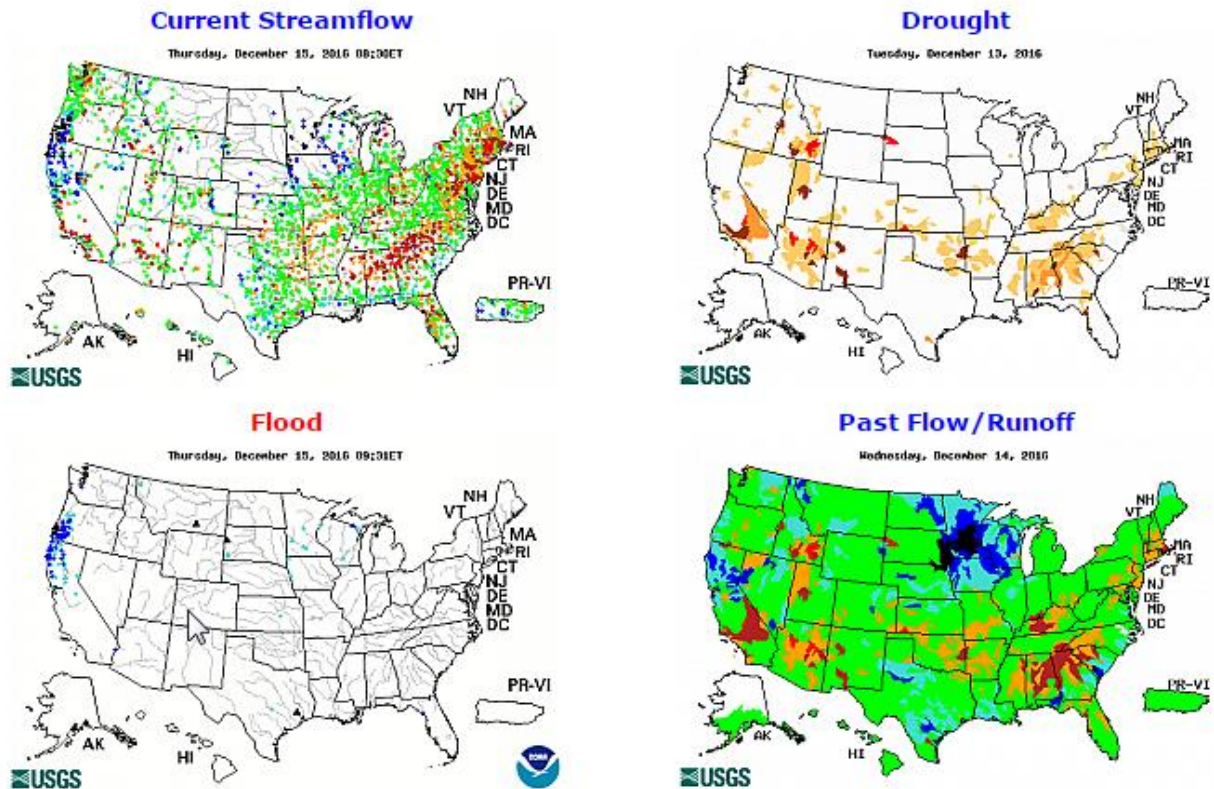 Current Streamflow
Thursday, December 15, 2016 08:30ET
NH
VT
MA
RI
CT
NJ
DE
MD
DC
PR-VI
AK
HI
USGS
Drought
Tuesday, December 13, 2016
NH
VT
MA
RI
CT
NJ
DE
MD
DC
PR-VI
AK
HI
USGS
Flood
Thursday, December 15, 2016 09:31ET
NH
VT
MA
RI
CT
NJ
DE
MD
DC
PR-VI
AK
HI
USGS
NOAA
Past Flow/Runoff
Wednesday, December 14, 2016
NH
VT
MA
RI
CT
NJ
DE
MD
DC
PR-VI
AK
HI
USGS